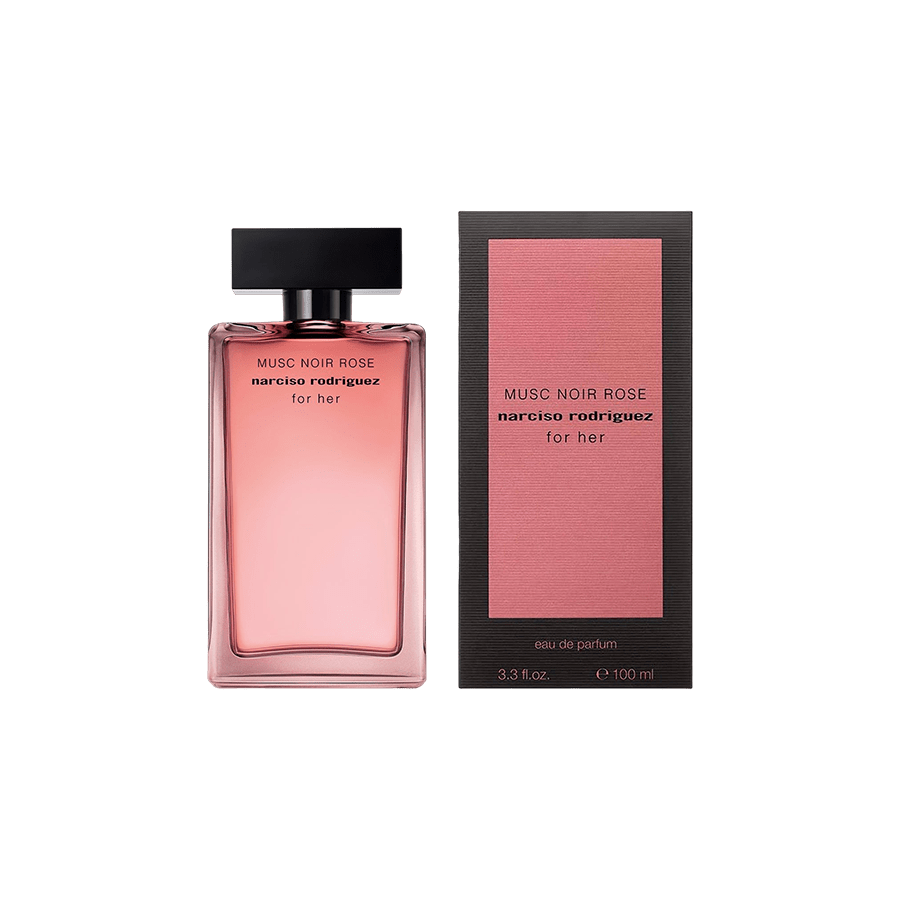 MUSC NOIR ROSE
narciso rodriguez
for her
MUSC NOIR ROSE
narciso rodriguez
for her
eau de parfum
3.3 fl.oz. ℮ 100 ml